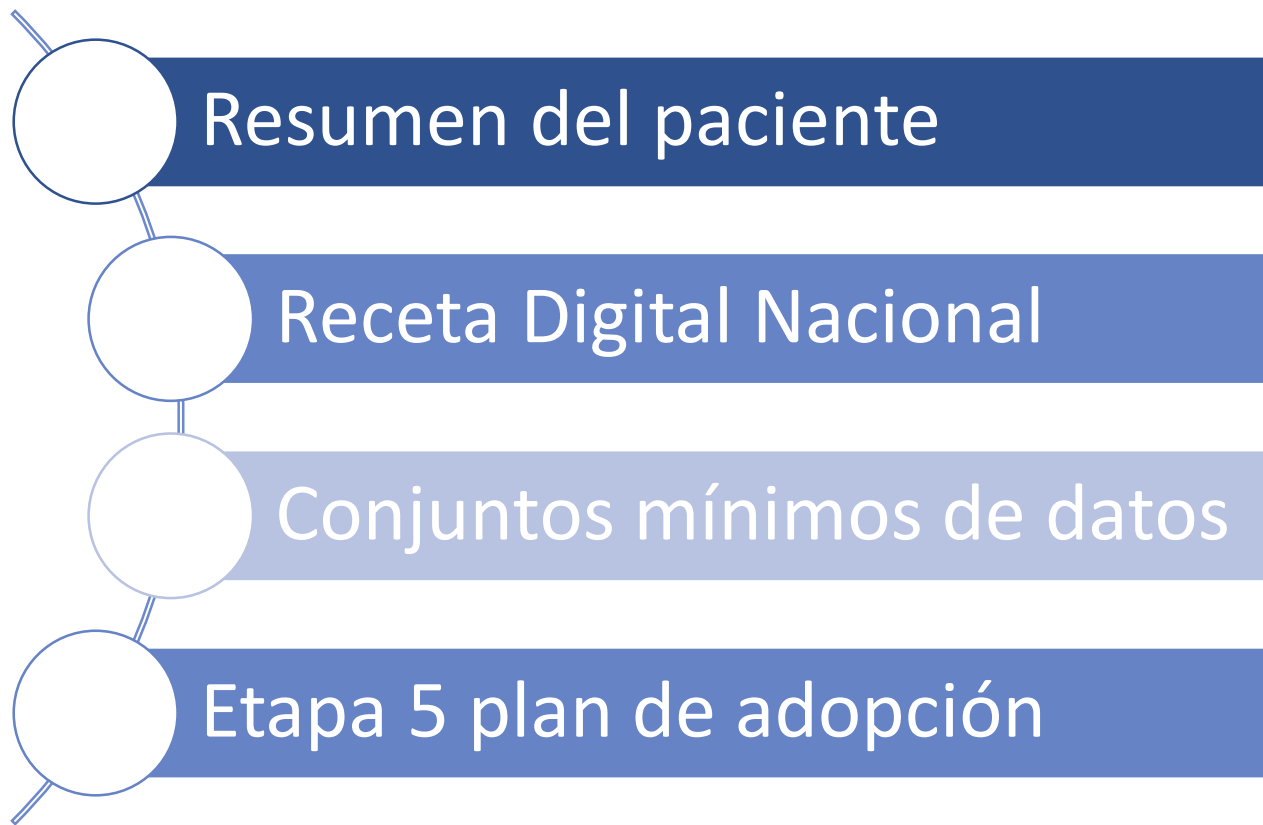 Resumen del paciente
Receta Digital Nacional
Conjuntos mínimos de datos
Etapa 5 plan de adopción